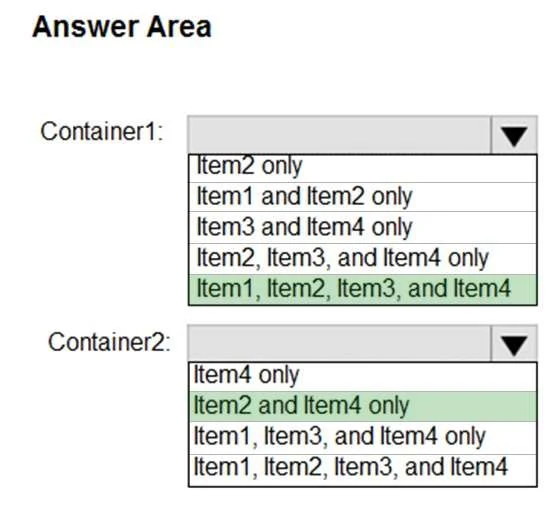 Answer Area
Container1:
Item2 only
Item1 and Item2 only
Item3 and Item4 only
Item2, Item3, and Item4 only
Item1, Item2, Item3, and Item4
Container2:
Item4 only
Item2 and Item4 only
Item1, Item3, and Item4 only
Item1, Item2, Item3, and Item4